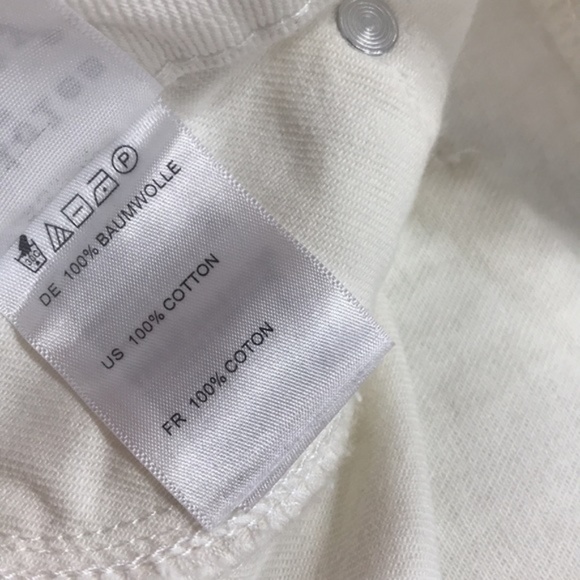 P
DE 100% BAUMWOLLE
US 100% COTTON
FR 100% COTON